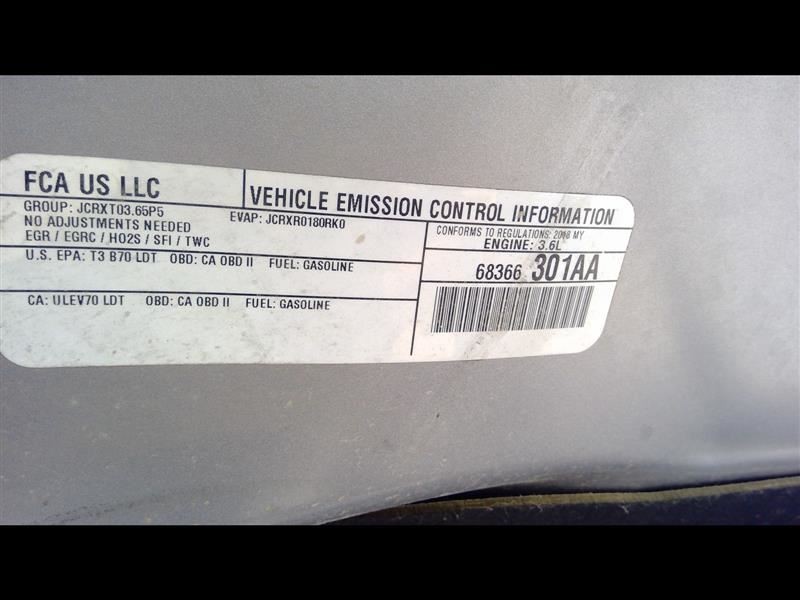 FCA US LLC
GROUP: JCRXT03.65P5
EVAP: JCRXR0180RK0
NO ADJUSTMENTS NEEDED
EGR / EGRC / HO2S / SFI / TWC
VEHICLE EMISSION CONTROL INFORMATION
CONFORMS TO REGULATIONS: 2018 MY
ENGINE: 3.6L
U.S. EPA: T3 B70 LDT OBD: CA OBD II FUEL: GASOLINE
68366 301AA
CA: ULEV70 LDT OBD: CA OBD II FUEL: GASOLINE